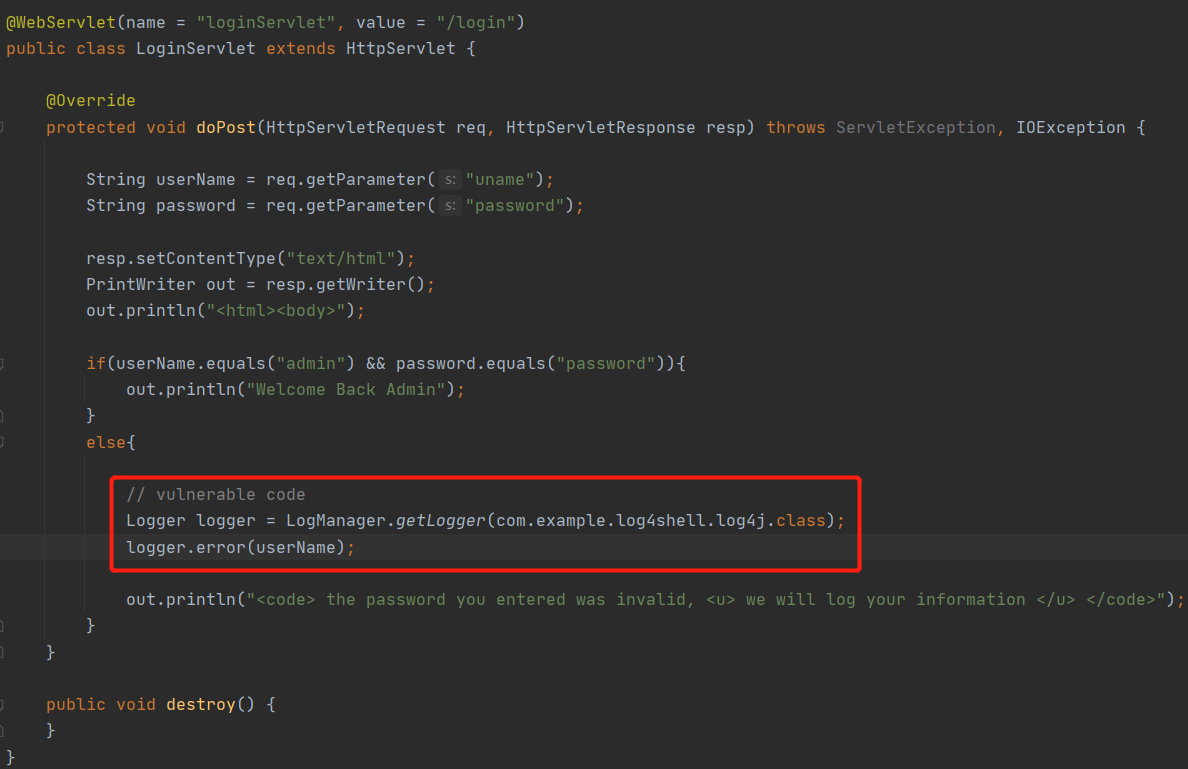 @WebServlet(name = "loginServlet", value = "/login")
public class LoginServlet extends HttpServlet {
@Override
protected void doPost(HttpServletRequest req, HttpServletResponse resp) throws ServletException, IOException {
String userName = req.getParameter( s: "uname");
String password = req.getParameter( s: "password");
resp.setContentType("text/html");
PrintWriter out = resp.getWriter();
out.println("<html><body>");
if(userName.equals("admin") && password.equals("password")){
out.println("Welcome Back Admin");
}
else{
// vulnerable code
Logger logger = LogManager.getLogger(com.example.log4shell.log4j.class);
logger.error(userName);
out.println("<code> the password you entered was invalid, <u> we will log your information </u> </code>");
}
}
public void destroy() {
}
}